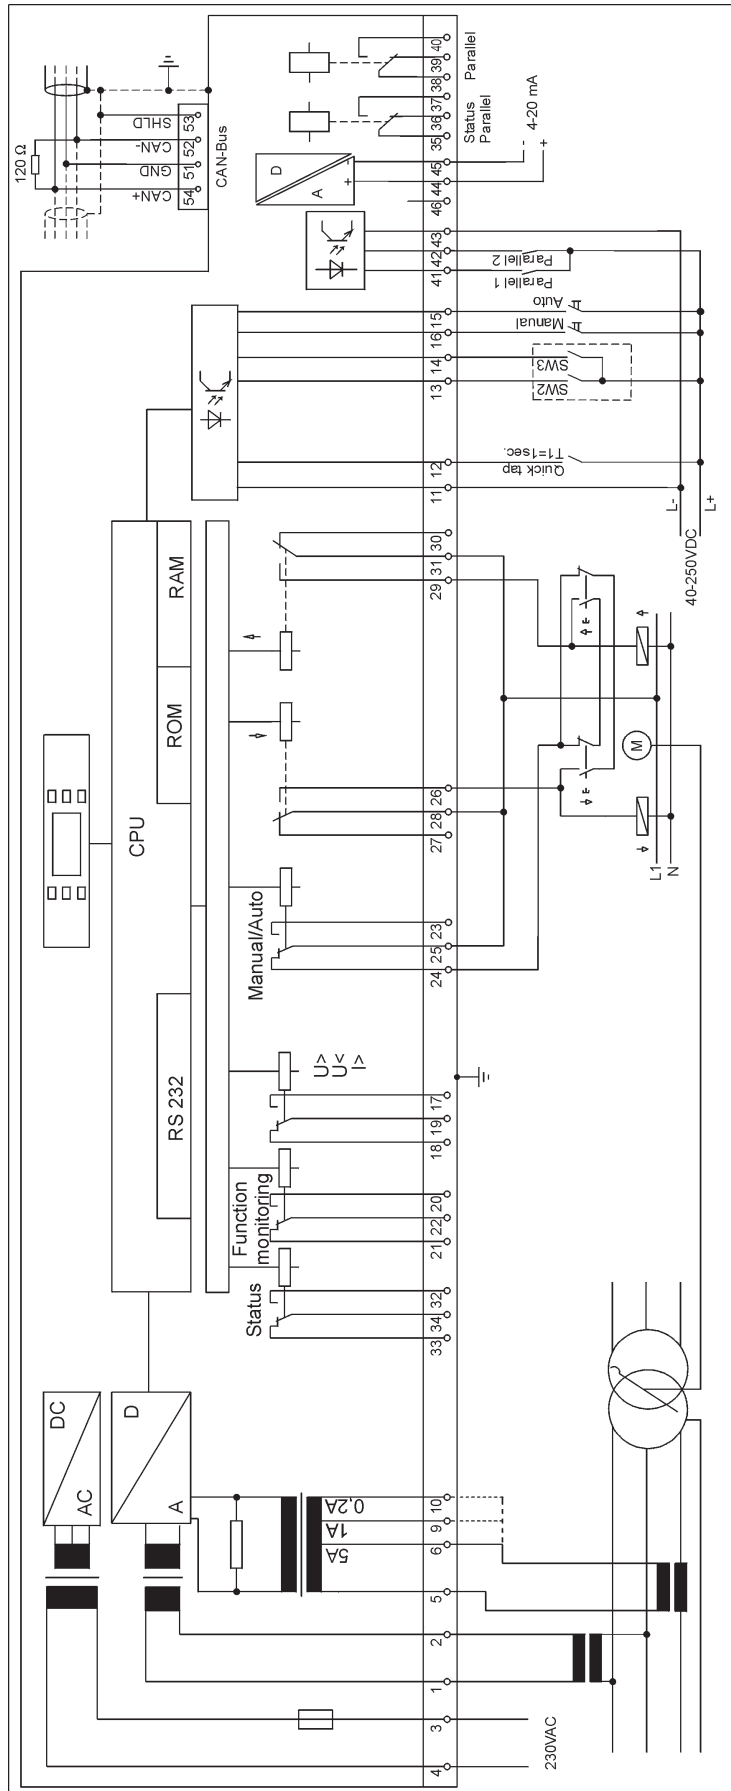 120 Ω
SHLD
CAN-
GND
CAN+
53
52
51
54
CAN-Bus
D
A
40
39
38
37
36
35
45
44
46
43
42
41
Parallel
Status
Parallel
-
+
4-20 mA
-
+
Parallel 2
Parallel 1
15
16
14
13
12
11
Auto
Manual
SW3
SW2
Quick tap
T1=1sec.
L-
L+
40-250VDC
CPU
RAM
ROM
RS 232
30
31
29
26
28
27
Manual/Auto
23
25
24
M
L1
N
U>
U<
I>
17
19
18
Function
monitoring
20
22
21
Status
32
34
33
DC
AC
D
A
0,2A
1A
5A
10
9
6
5
2
1
3
4
230VAC